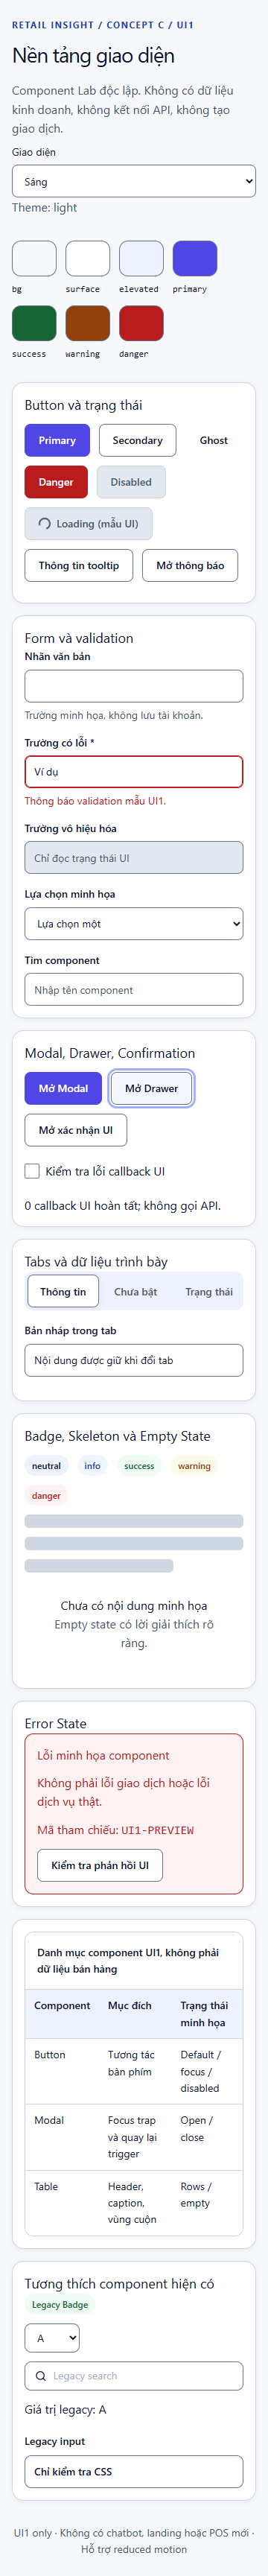 RETAIL INSIGHT / CONCEPT C / UI1
Nền tảng giao diện
Component Lab độc lập. Không có dữ liệu
kinh doanh, không kết nối API, không tạo
giao dịch.
Giao diện
Sáng
Theme: light
bg
surface
elevated
primary
success
warning
danger
Button và trạng thái
Primary
Secondary
Ghost
Danger
Disabled
Loading (mẫu UI)
Thông tin tooltip
Mở thông báo
Form và validation
Nhãn văn bản
Trường minh họa, không lưu tài khoản.
Trường có lỗi *
Ví dụ
Thông báo validation mẫu UI1.
Trường vô hiệu hóa
Chỉ đọc trạng thái UI
Lựa chọn minh họa
Lựa chọn một
Tìm component
Nhập tên component
Modal, Drawer, Confirmation
Mở Modal
Mở Drawer
Mở xác nhận UI
Kiểm tra lỗi callback UI
0 callback UI hoàn tất; không gọi API.
Tabs và dữ liệu trình bày
Thông tin
Chưa bật
Trạng thái
Bản nháp trong tab
Nội dung được giữ khi đổi tab
Badge, Skeleton và Empty State
neutral
info
success
warning
danger
Chưa có nội dung minh họa
Empty state có lời giải thích rõ
ràng.
Error State
Lỗi minh họa component
Không phải lỗi giao dịch hoặc lỗi
dịch vụ thật.
Mã tham chiếu: UI1-PREVIEW
Kiểm tra phản hồi UI
Danh mục component UI1, không phải
dữ liệu bán hàng
Component
Mục đích
Trạng thái
minh họa
Button
Tương tác
bàn phím
Default /
focus /
disabled
Modal
Focus trap
và quay lại
trigger
Open /
close
Table
Header,
caption,
vùng cuộn
Rows /
empty
Tương thích component hiện có
Legacy Badge
A
Legacy search
Giá trị legacy: A
Legacy input
Chỉ kiểm tra CSS
UI1 only · Không có chatbot, landing hoặc POS mới ·
Hỗ trợ reduced motion